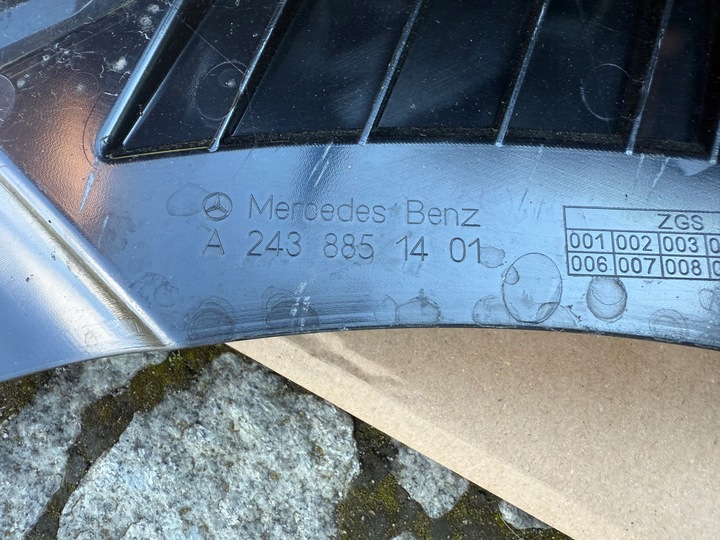 Mercedes Benz
A 243 885 14 01
ZGS
001 002 003
006 007 008